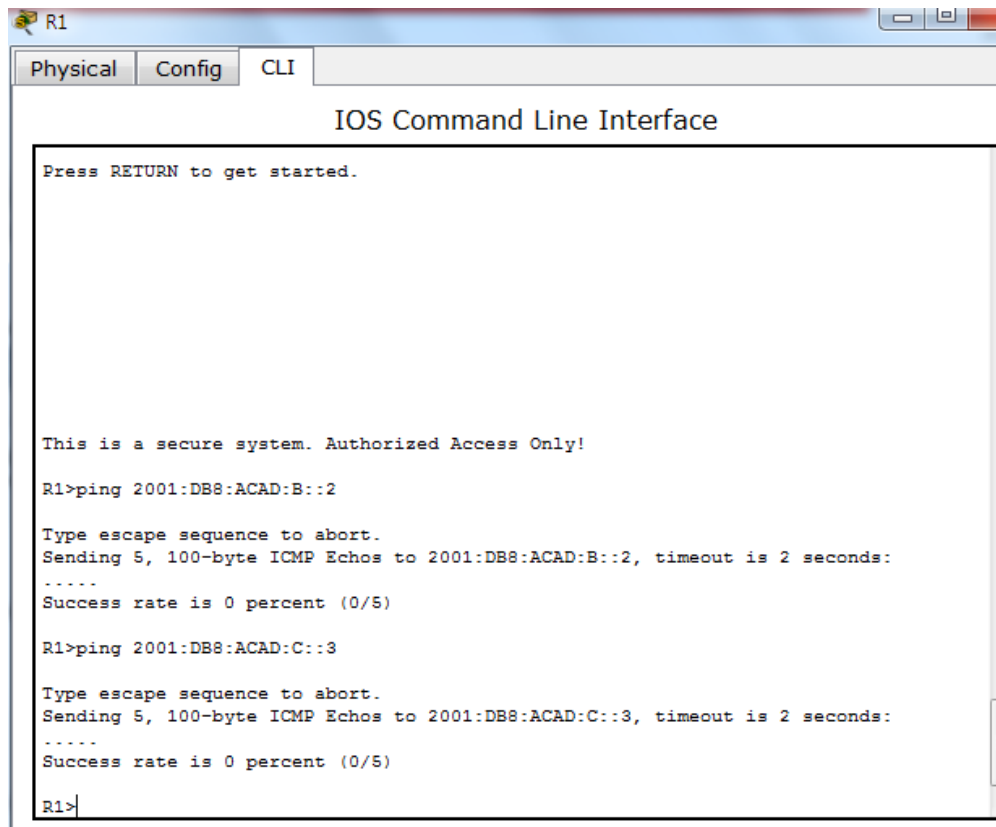 R1
Physical Config CLI
IOS Command Line Interface
Press RETURN to get started.
This is a secure system. Authorized Access Only!
R1>ping 2001:DB8:ACAD:B::2
Type escape sequence to abort.
Sending 5, 100-byte ICMP Echos to 2001:DB8:ACAD:B::2, timeout is 2 seconds:
.....
Success rate is 0 percent (0/5)
R1>ping 2001:DB8:ACAD:C::3
Type escape sequence to abort.
Sending 5, 100-byte ICMP Echos to 2001:DB8:ACAD:C::3, timeout is 2 seconds:
.....
Success rate is 0 percent (0/5)
R1>